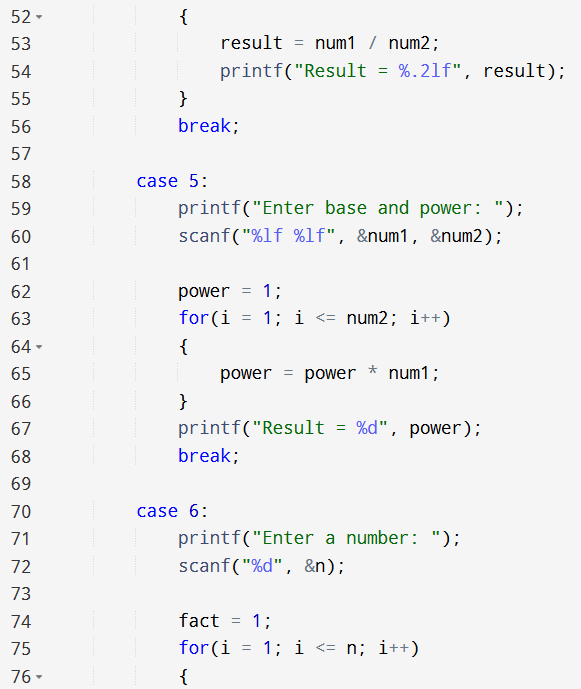 52 {
53 result = num1 / num2;
54 printf("Result = %.2lf", result);
55 }
56 break;
57
58 case 5:
59 printf("Enter base and power: ");
60 scanf("%lf %lf", &num1, &num2);
61
62 power = 1;
63 for(i = 1; i <= num2; i++)
64 {
65 power = power * num1;
66 }
67 printf("Result = %d", power);
68 break;
69
70 case 6:
71 printf("Enter a number: ");
72 scanf("%d", &n);
73
74 fact = 1;
75 for(i = 1; i <= n; i++)
76 {